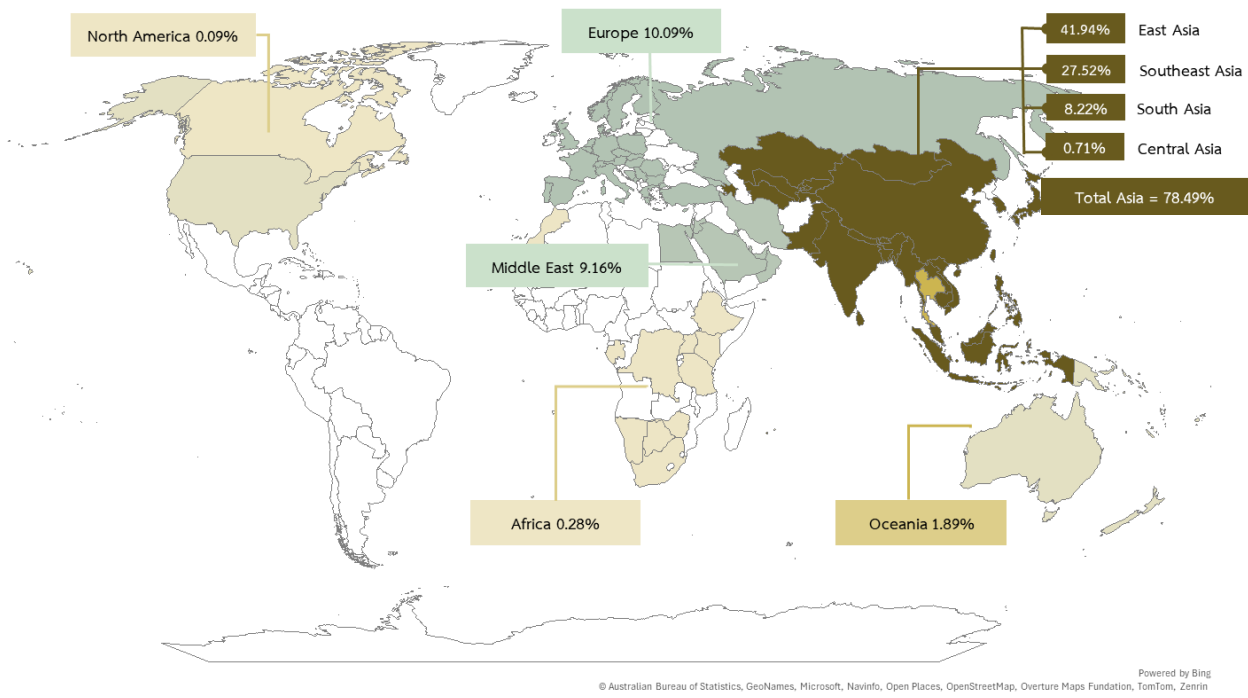 North America 0.09%
Europe 10.09%
41.94% East Asia
27.52% Southeast Asia
8.22% South Asia
0.71% Central Asia
Total Asia = 78.49%
Middle East 9.16%
Africa 0.28%
Oceania 1.89%
Powered by Bing
© Australian Bureau of Statistics, GeoNames, Microsoft, Navinfo, Open Places, OpenStreetMap, Overture Maps Fundation, TomTom, Zenrin